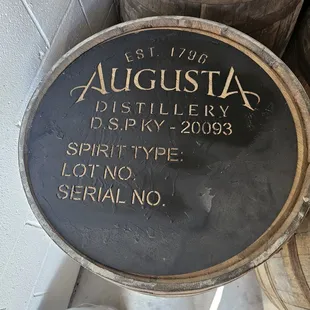 EST. 1796
AUGUSTA
DISTILLERY
D.S.P KY - 20093
SPIRIT TYPE:
LOT NO.
SERIAL NO.